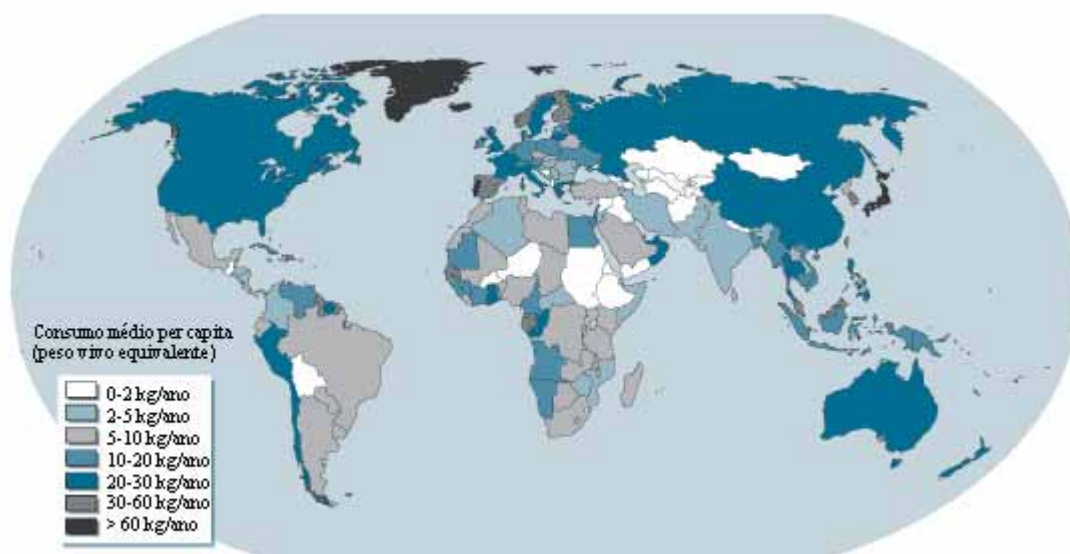 Consumo médio per capita
(peso vivo equivalente)
0-2 kg/ano
2-5 kg/ano
5-10 kg/ano
10-20 kg/ano
20-30 kg/ano
30-60 kg/ano
> 60 kg/ano